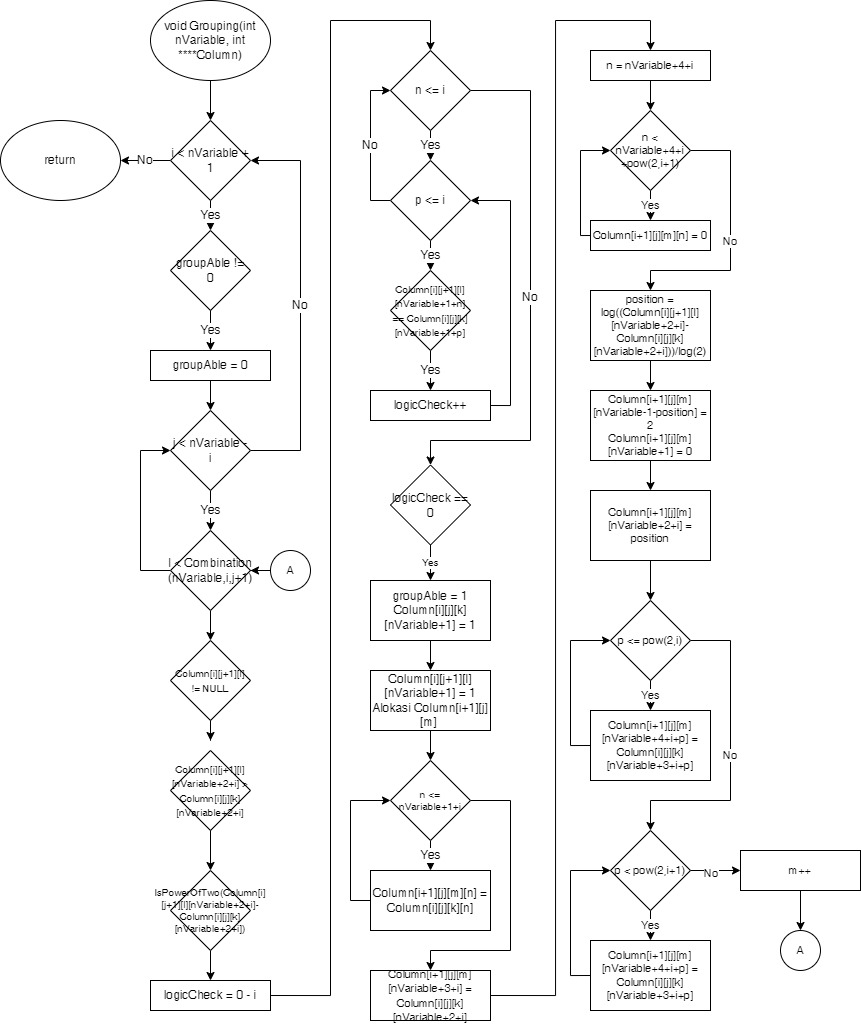 void Grouping(int
nVariable, int
****Column)
return
No
i < nVariable +
1
Yes
groupAble !=
0
Yes
No
groupAble = 0
j < nVariable -
i
Yes
l < Combination
(nVariable,i,j+1)
A
Column[i][j+1][l]
!= NULL
Column[i][j+1][l]
[nVariable+2+i] >
Column[i][j][k]
[nVariable+2+i]
IsPowerOfTwo(Column[i]
[j+1][l][nVariable+2+i]-
Column[i][j][k]
[nVariable+2+i])
logicCheck = 0 - i
n <= i
No
Yes
p <= i
Yes
Column[i][j+1][l]
[nVariable+1+n]
== Column[i][j][k]
[nVariable+1+p]
No
Yes
logicCheck++
logicCheck ==
0
Yes
groupAble = 1
Column[i][j][k]
[nVariable+1] = 1
Column[i][j+1][l]
[nVariable+1] = 1
Alokasi Column[i+1][j]
[m]
n <=
nVariable+1+i
Yes
Column[i+1][j][m][n] =
Column[i][j][k][n]
Column[i+1][j][m]
[nVariable+3+i] =
Column[i][j][k]
[nVariable+2+i]
n = nVariable+4+i
n <
nVariable+4+i
+pow(2,i+1)
Yes
Column[i+1][j][m][n] = 0
No
position =
log((Column[i][j+1][l]
[nVariable+2+i]-
Column[i][j][k]
[nVariable+2+i]))/log(2)
Column[i+1][j][m]
[nVariable-1-position] =
2
Column[i+1][j][m]
[nVariable+1] = 0
Column[i+1][j][m]
[nVariable+2+i] =
position
p <= pow(2,i)
Yes
Column[i+1][j][m]
[nVariable+4+i+p] =
Column[i][j][k]
[nVariable+3+i+p]
No
p < pow(2,i+1)
No
m++
Yes
A
Column[i+1][j][m]
[nVariable+4+i+p] =
Column[i][j][k]
[nVariable+3+i+p]